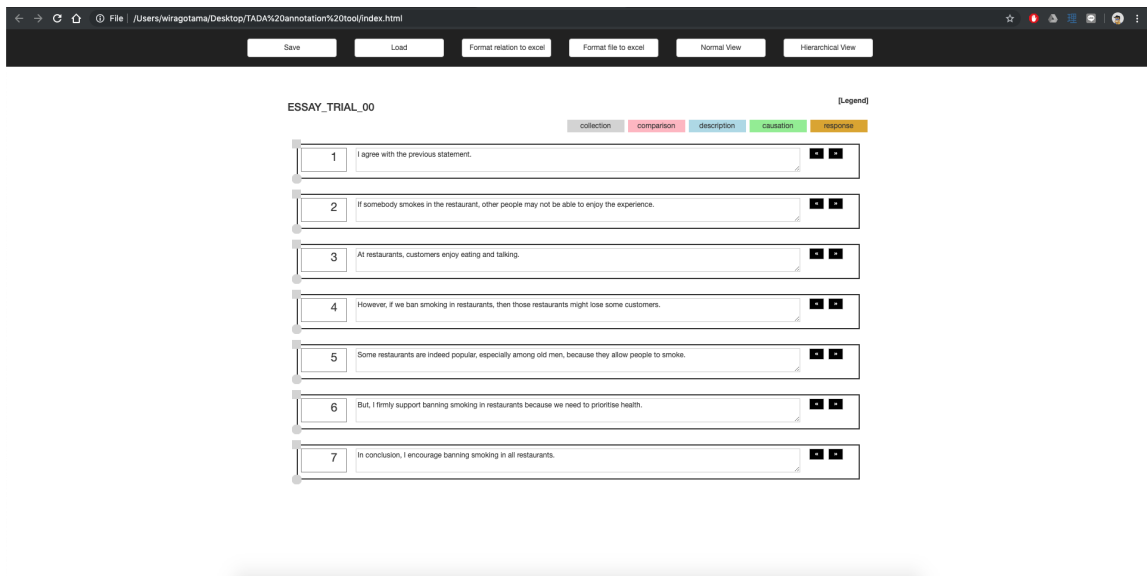 File | /Users/wiragotama/Desktop/TADA%20annotation%20tool/index.html
Save Load Format relation to excel Format file to excel Normal View Hierarchical View
[Legend]
ESSAY_TRIAL_00
collection comparison description causation response
1 I agree with the previous statement. « »
2 If somebody smokes in the restaurant, other people may not be able to enjoy the experience. « »
3 At restaurants, customers enjoy eating and talking. « »
4 However, if we ban smoking in restaurants, then those restaurants might lose some customers. « »
5 Some restaurants are indeed popular, especially among old men, because they allow people to smoke. « »
6 But, I firmly support banning smoking in restaurants because we need to prioritise health. « »
7 In conclusion, I encourage banning smoking in all restaurants. « »